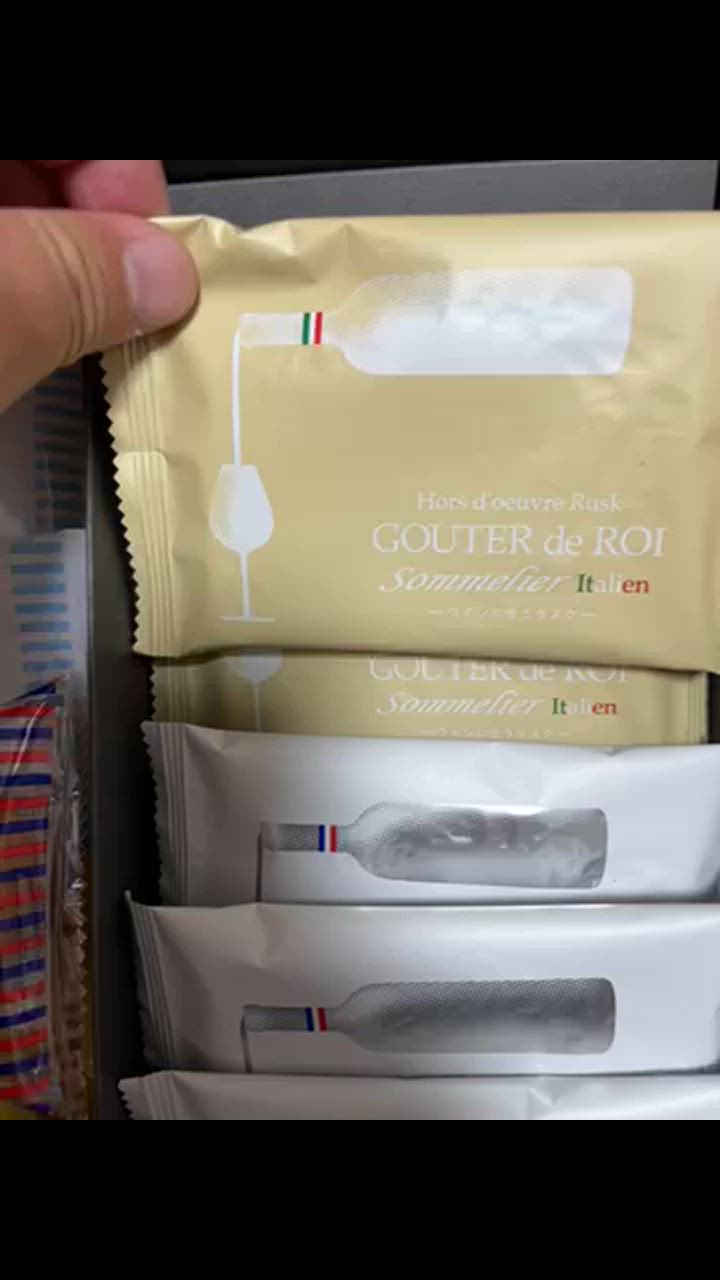 Hors d'oeuvre Rusk
GOUTER de ROI
Sommelier Italien
GOUTER de ROI
Sommelier Italien